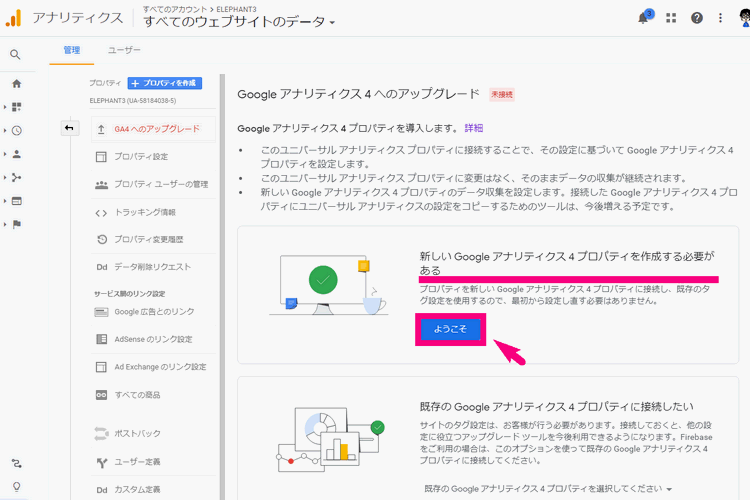 アナリティクス
すべてのアカウント > ELEPHANT3
すべてのウェブサイトのデータ
3
管理
ユーザー
プロパティ
+ プロパティを作成
ELEPHANT3 (UA-58184038-5)
GA4 へのアップグレード
プロパティ設定
プロパティ ユーザーの管理
トラッキング情報
プロパティ変更履歴
Dd データ削除リクエスト
サービス間のリンク設定
Google 広告とのリンク
AdSense のリンク設定
Ad Exchange のリンク設定
すべての商品
ポストバック
ユーザー定義
Dd カスタム定義
Google アナリティクス 4 へのアップグレード 未接続
Google アナリティクス 4 プロパティを導入します。 詳細
• このユニバーサル アナリティクス プロパティに接続することで、その設定に基づいて Google アナリティクス 4
プロパティを設定します。
• このユニバーサル アナリティクス プロパティに変更はなく、そのままデータの収集が継続されます。
• 新しい Google アナリティクス 4 プロパティのデータ収集を設定します。接続した Google アナリティクス 4 プロ
パティにユニバーサル アナリティクスの設定をコピーするためのツールは、今後増える予定です。
新しい Google アナリティクス 4 プロパティを作成する必要が
ある
プロパティを新しい Google アナリティクス 4 プロパティに接続し、既存のタ
グ設定を使用するので、最初から設定し直す必要はありません。
ようこそ
既存の Google アナリティクス 4 プロパティに接続したい
サイトのタグ設定は、お客様が行う必要があります。接続しておくと、他の設
定に役立つアップグレード ツールを今後利用できるようになります。Firebase
をご利用の場合は、このオプションを使って既存の Google アナリティクス 4
プロパティに接続してください。
既存の Google アナリティクス 4 プロパティを選択してください